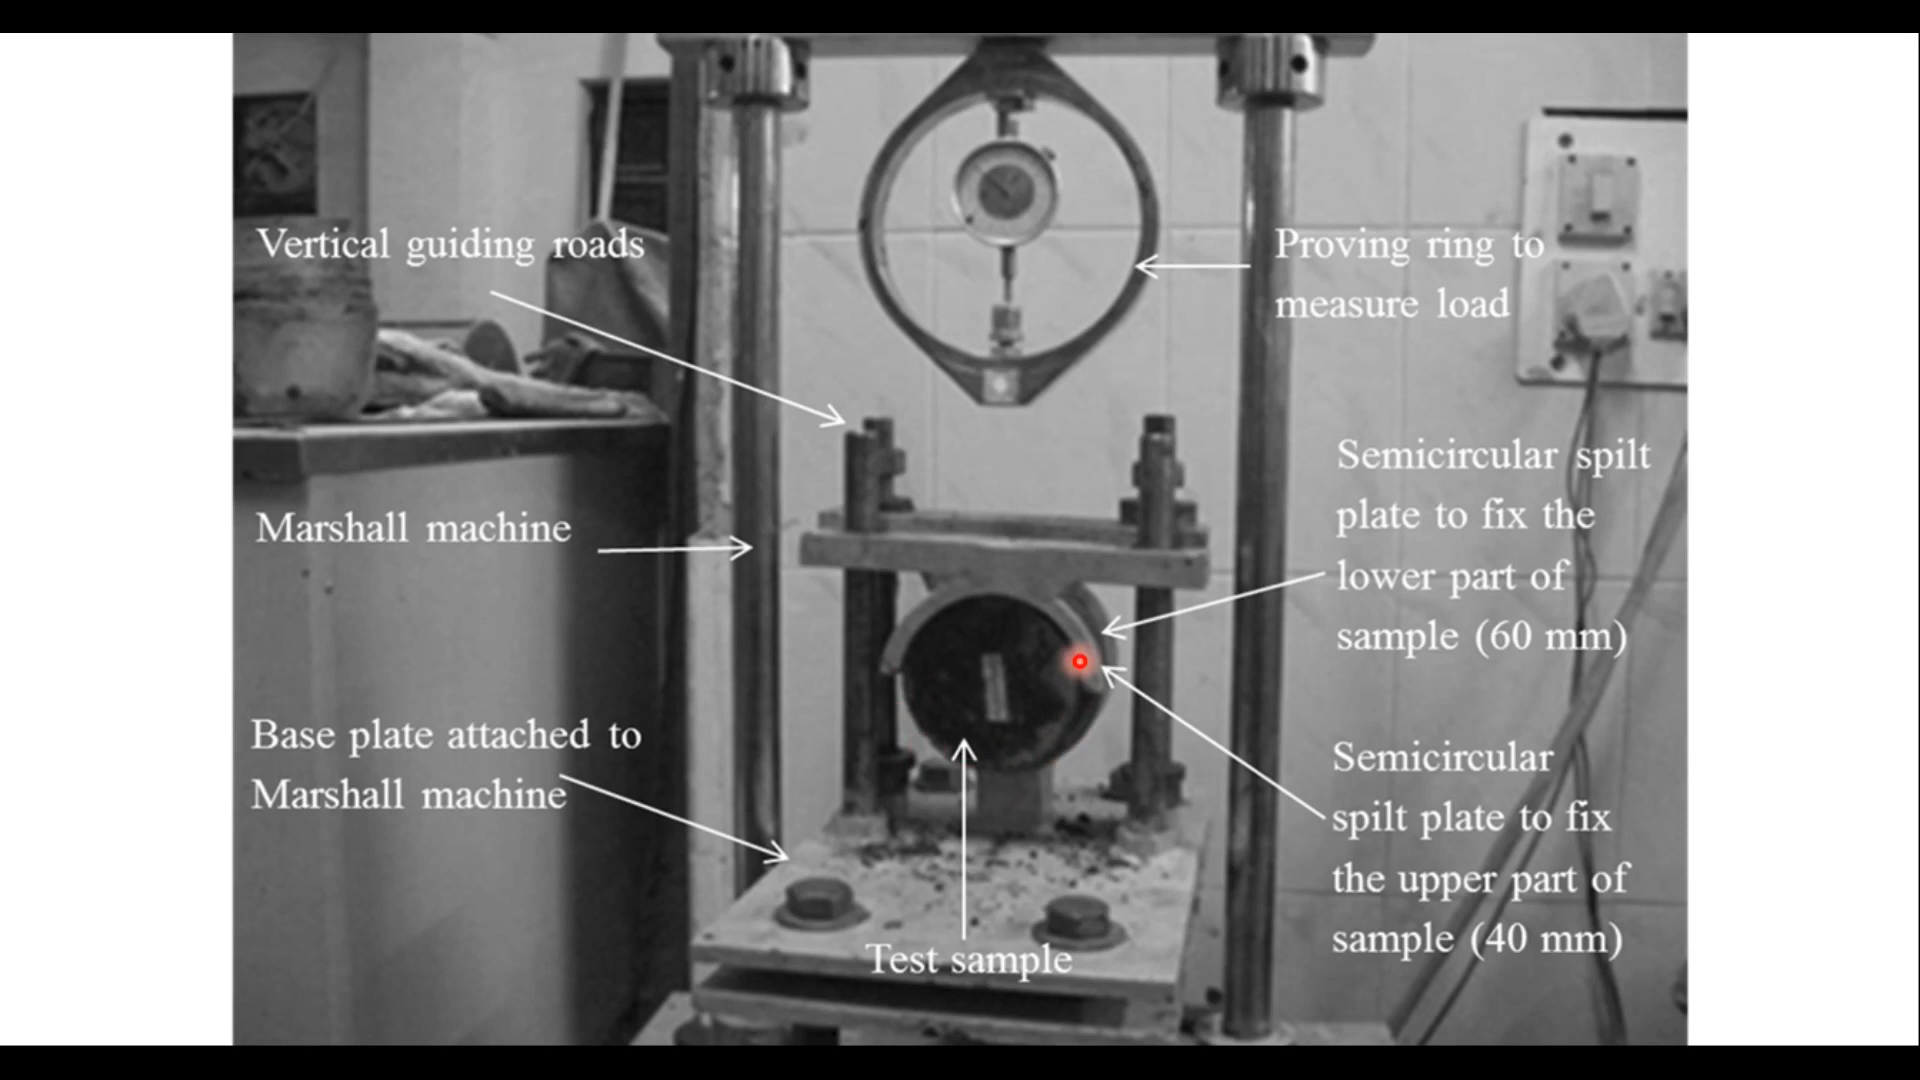 Vertical guiding roads
Proving ring to
measure load
Marshall machine
Semicircular spilt
plate to fix the
lower part of
sample (60 mm)
Base plate attached to
Marshall machine
Semicircular
spilt plate to fix
the upper part of
sample (40 mm)
Test sample